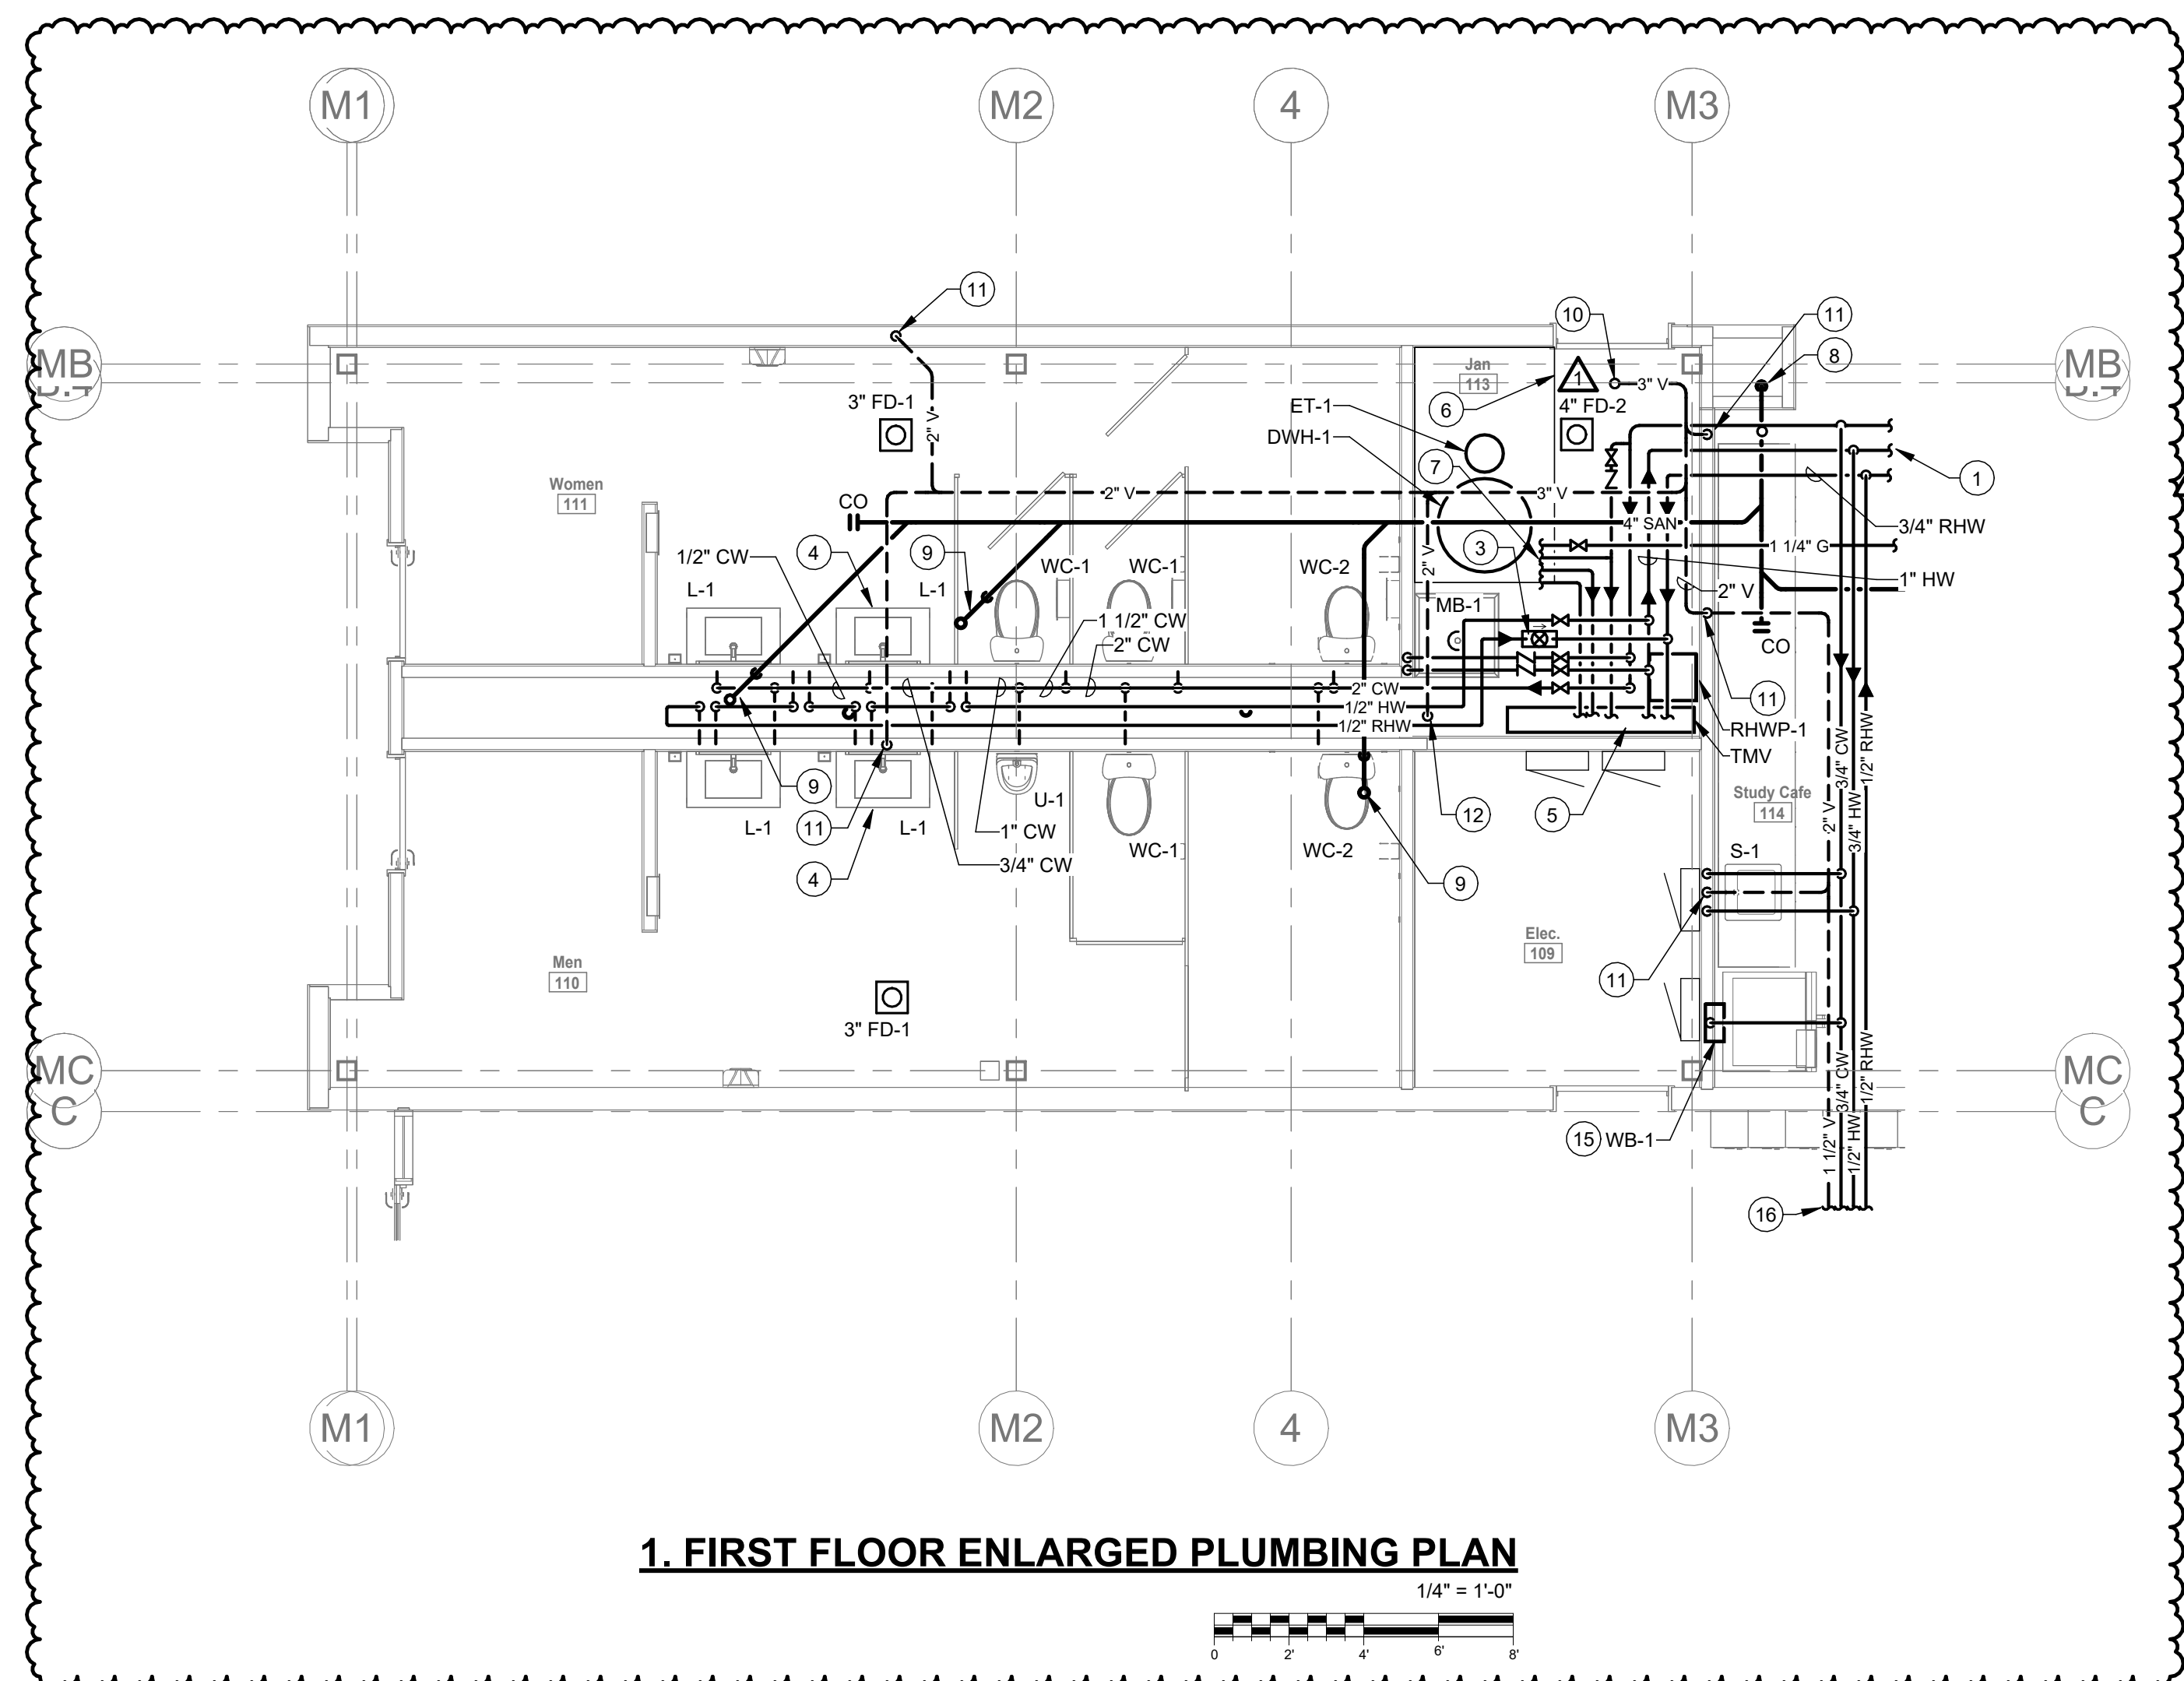 M1
M2
4
M3
11
10
11
MB
MB
8
Jan
113
1
3" V
6
3" FD-1
ET-1
4" FD-2
2" V
DWH-1
7
1
Women
111
2" V
3" V
CO
4" SAN
3/4" RHW
1/2" CW
4
9
3
1 1/4" G
WC-1
WC-1
WC-2
2" V
1" HW
L-1
L-1
2" V
MB-1
1 1/2" CW
2" CW
CO
2" CW
11
1/2" HW
1/2" RHW
RHWP-1
TMV
3/4" CW
1/2" RHW
9
U-1
Study Cafe
114
3/4" HW
2" V
L-1
11
L-1
1" CW
12
5
WC-1
WC-2
S-1
4
3/4" CW
9
Elec.
109
Men
110
11
3" FD-1
MC
C
MC
C
3/4" CW
1/2" RHW
1 1/2" V
1/2" HW
15
WB-1
16
M1
M2
4
M3
1. FIRST FLOOR ENLARGED PLUMBING PLAN
1/4" = 1'-0"
0
2'
4'
6'
8'